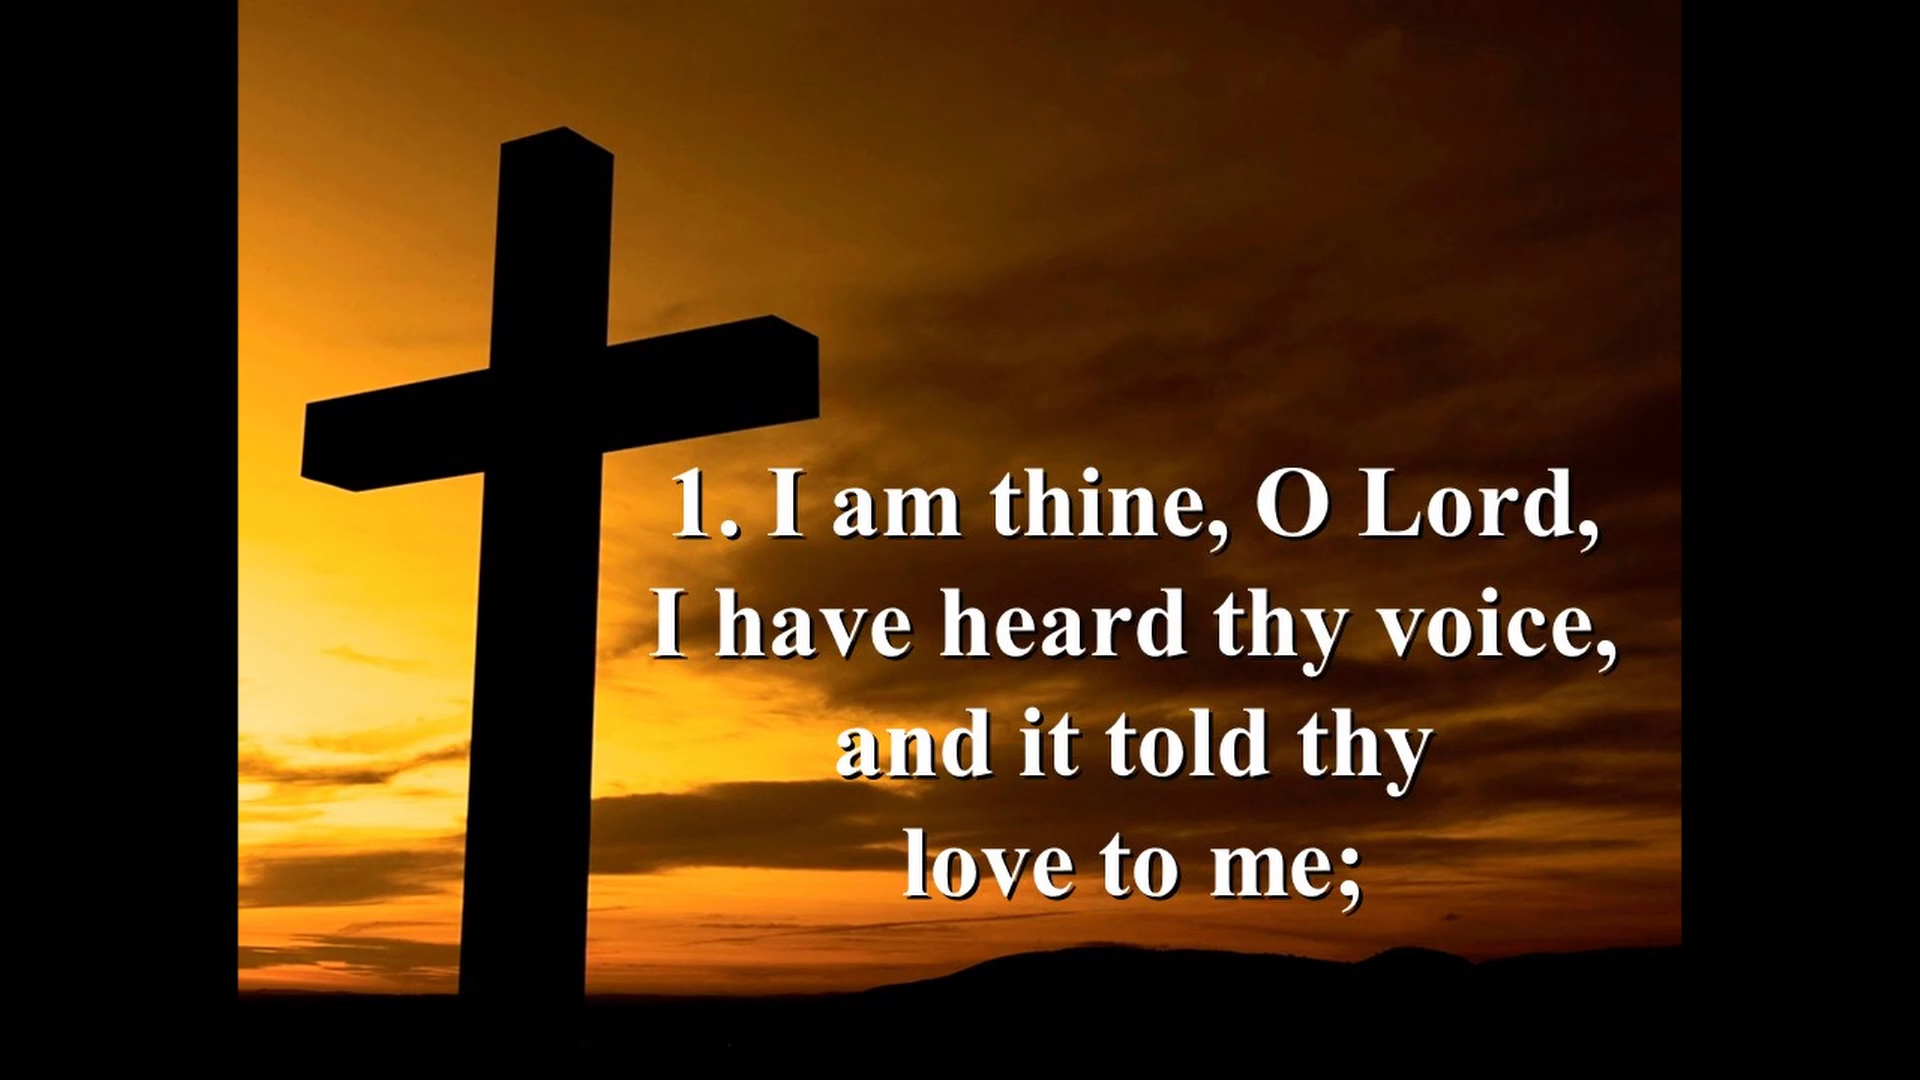 1. I am thine, O Lord,
I have heard thy voice,
and it told thy
love to me;